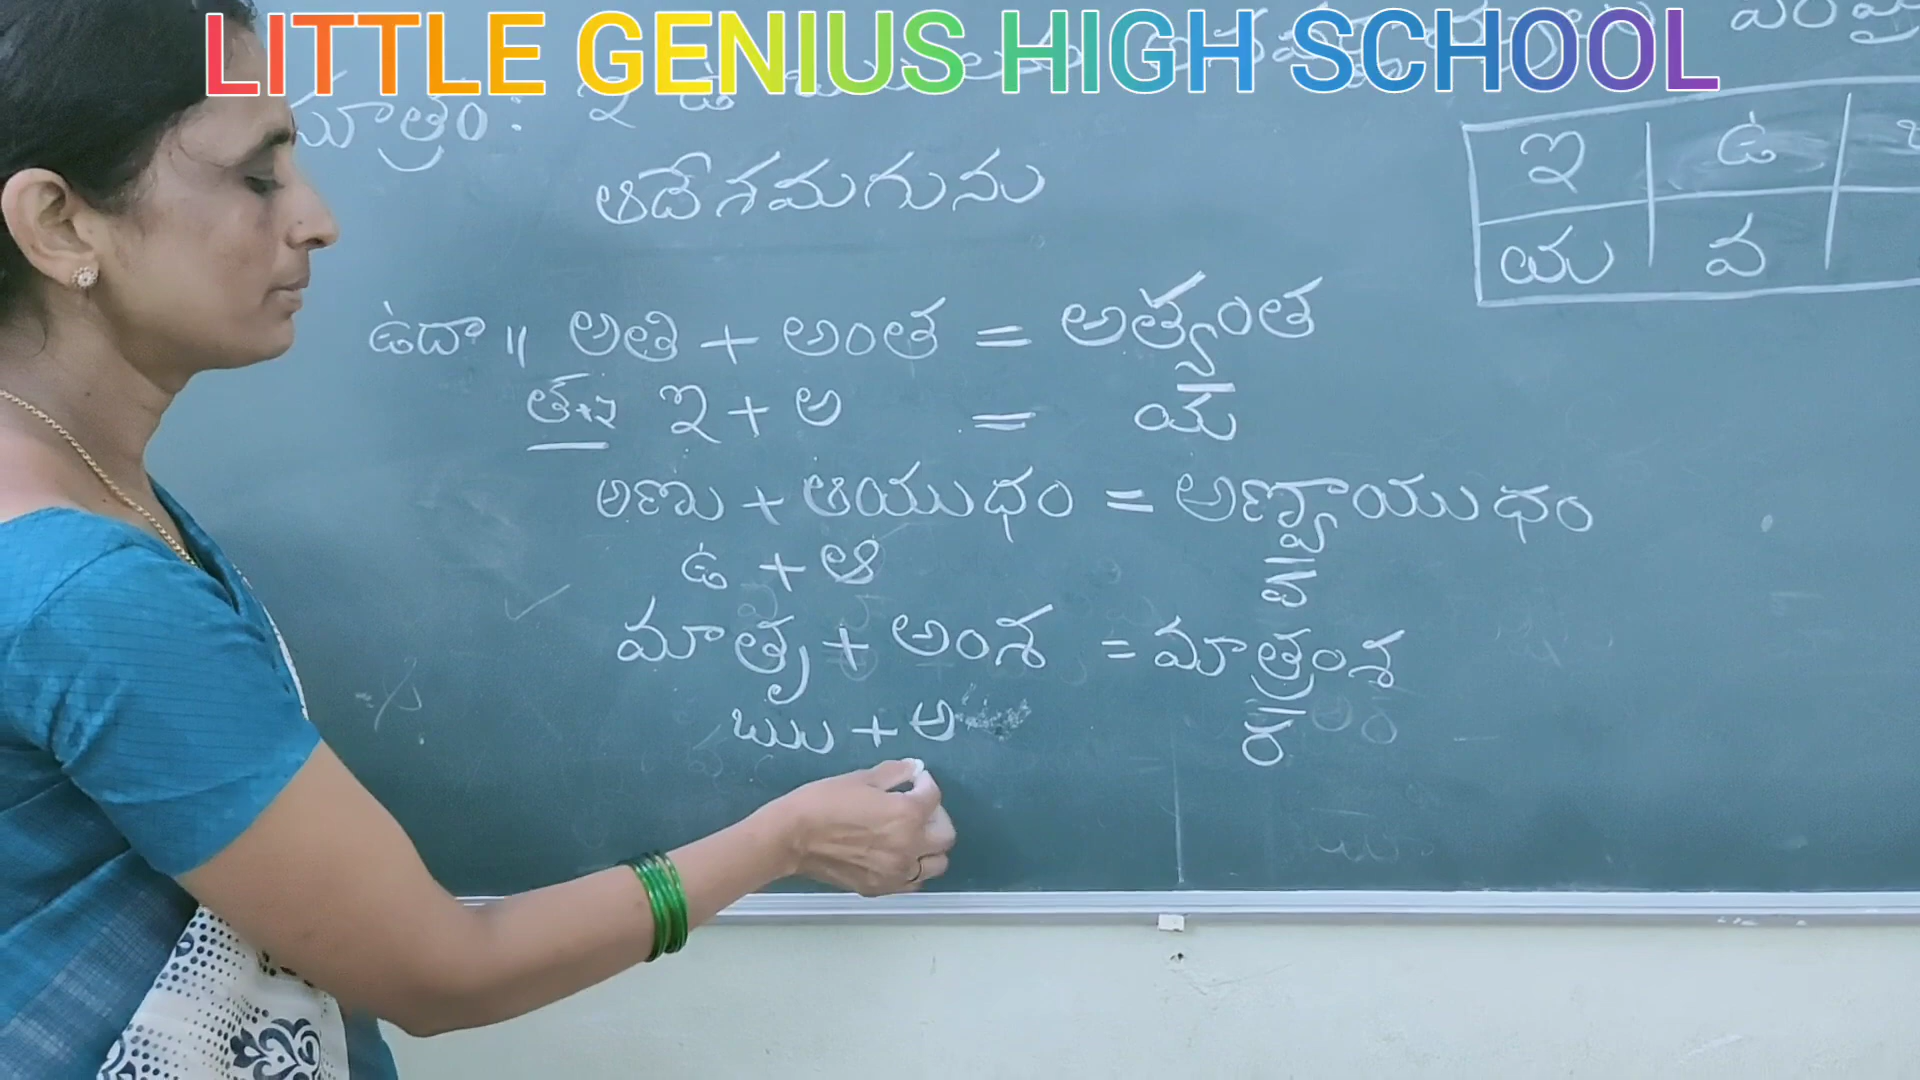 LITTLE GENIUS HIGH SCHOOL
సూత్రం : ఇ ఉ
ఆదేశమగును
ఇ ఉ
య వ
ఉదా ॥ అతి + అంత = అత్యంత
త్+ఇ ఇ + అ = య
అణు + ఆయుధం = అణ్వాయుధం
ఉ + ఆ వ
మాతృ + అంశ = మాత్రంశ
ఋ + అ ర